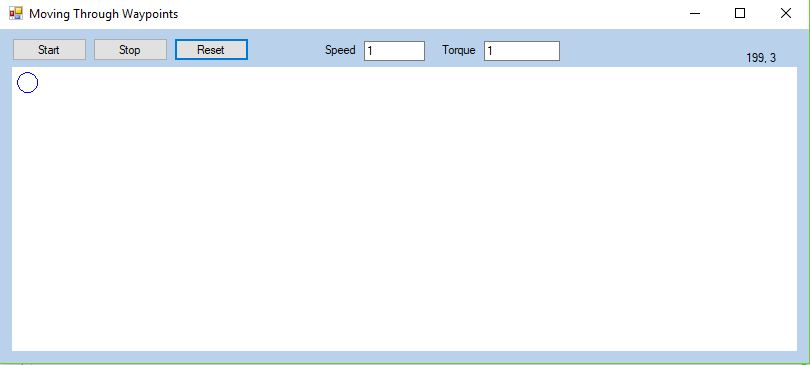 Moving Through Waypoints
Start Stop Reset Speed 1 Torque 1
199, 3